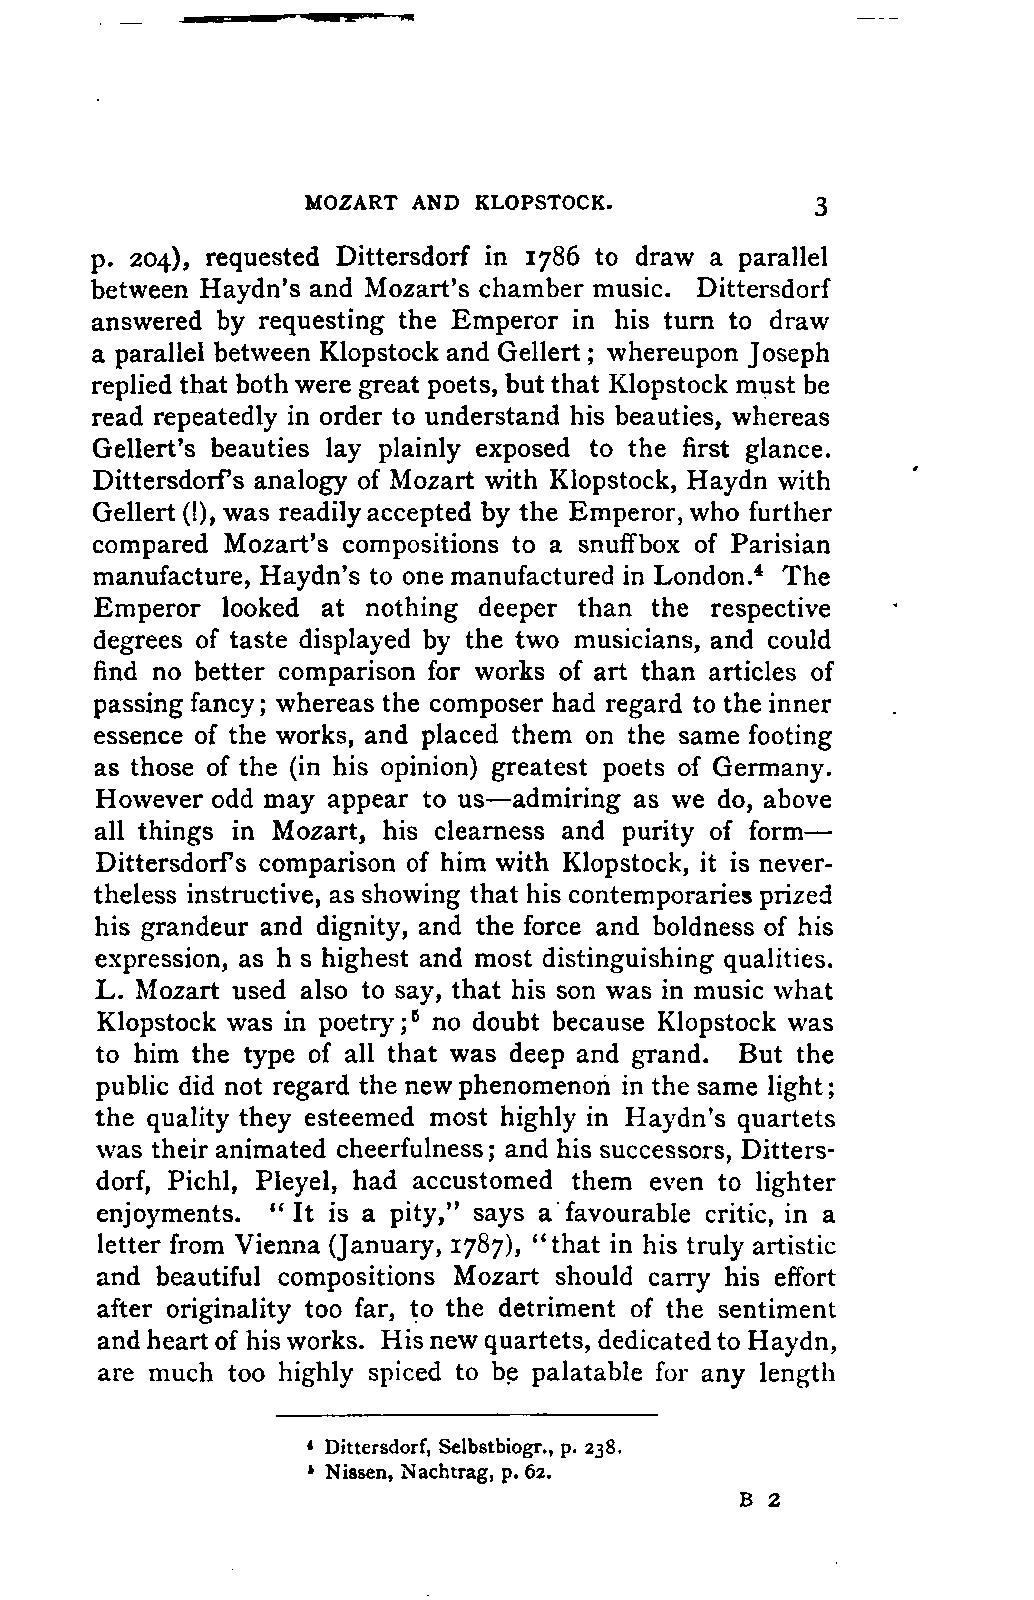 MOZART AND KLOPSTOCK. 3
p. 204), requested Dittersdorf in 1786 to draw a parallel
between Haydn's and Mozart's chamber music. Dittersdorf
answered by requesting the Emperor in his turn to draw
a parallel between Klopstock and Gellert; whereupon Joseph
replied that both were great poets, but that Klopstock must be
read repeatedly in order to understand his beauties, whereas
Gellert's beauties lay plainly exposed to the first glance.
Dittersdorf's analogy of Mozart with Klopstock, Haydn with
Gellert (!), was readily accepted by the Emperor, who further
compared Mozart's compositions to a snuffbox of Parisian
manufacture, Haydn's to one manufactured in London.⁴ The
Emperor looked at nothing deeper than the respective
degrees of taste displayed by the two musicians, and could
find no better comparison for works of art than articles of
passing fancy; whereas the composer had regard to the inner
essence of the works, and placed them on the same footing
as those of the (in his opinion) greatest poets of Germany.
However odd may appear to us—admiring as we do, above
all things in Mozart, his clearness and purity of form—
Dittersdorf's comparison of him with Klopstock, it is never-
theless instructive, as showing that his contemporaries prized
his grandeur and dignity, and the force and boldness of his
expression, as h s highest and most distinguishing qualities.
L. Mozart used also to say, that his son was in music what
Klopstock was in poetry;⁵ no doubt because Klopstock was
to him the type of all that was deep and grand. But the
public did not regard the new phenomenon in the same light;
the quality they esteemed most highly in Haydn's quartets
was their animated cheerfulness; and his successors, Ditters-
dorf, Pichl, Pleyel, had accustomed them even to lighter
enjoyments. "It is a pity," says a favourable critic, in a
letter from Vienna (January, 1787), "that in his truly artistic
and beautiful compositions Mozart should carry his effort
after originality too far, to the detriment of the sentiment
and heart of his works. His new quartets, dedicated to Haydn,
are much too highly spiced to be palatable for any length
⁴ Dittersdorf, Selbstbiogr., p. 238.
⁵ Nissen, Nachtrag, p. 62.
B 2